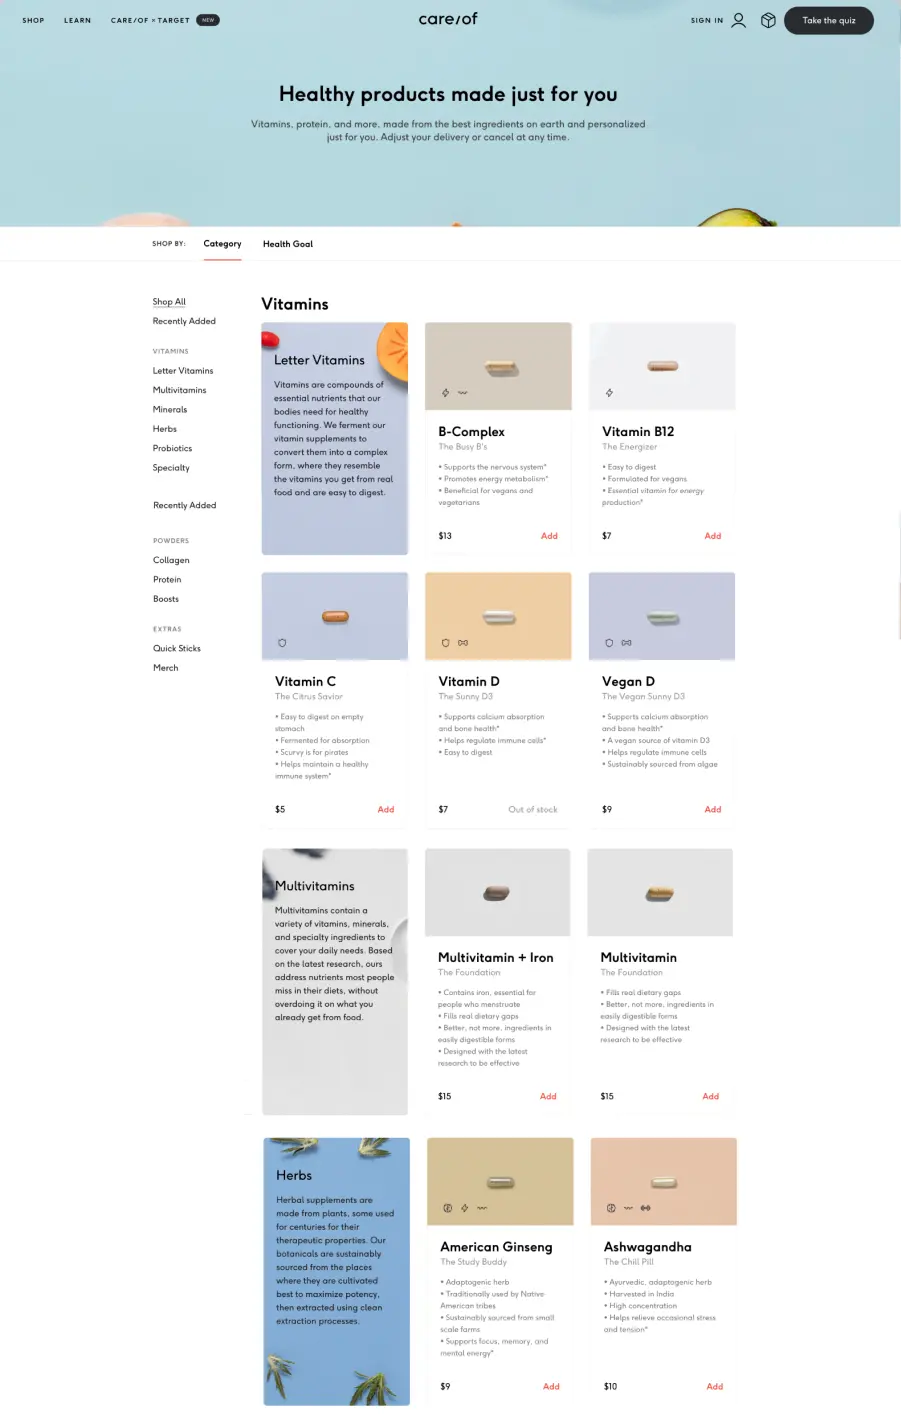 SHOP
LEARN
CARE/OF × TARGET
NEW
care/of
SIGN IN
Take the quiz
Healthy products made just for you
Vitamins, protein, and more, made from the best ingredients on earth and personalized
just for you. Adjust your delivery or cancel at any time.
SHOP BY:
Category
Health Goal
Shop All
Recently Added
VITAMINS
Letter Vitamins
Multivitamins
Minerals
Herbs
Probiotics
Specialty
Recently Added
POWDERS
Collagen
Protein
Boosts
EXTRAS
Quick Sticks
Merch
Vitamins
Letter Vitamins
Vitamins are compounds of
essential nutrients that our
bodies need for healthy
functioning. We ferment our
vitamin supplements to
convert them into a complex
form, where they resemble
the vitamins you get from real
food and are easy to digest.
B-Complex
The Busy B's
• Supports the nervous system*
• Promotes energy metabolism*
• Beneficial for vegans and
vegetarians
$13
Add
Vitamin B12
The Energizer
• Easy to digest
• Formulated for vegans
• Essential vitamin for energy
production*
$7
Add
Vitamin C
The Citrus Savior
• Easy to digest on empty
stomach
• Fermented for absorption
• Scurvy is for pirates
• Helps maintain a healthy
immune system*
$5
Add
Vitamin D
The Sunny D3
• Supports calcium absorption
and bone health*
• Helps regulate immune cells*
• Easy to digest
$7
Out of stock
Vegan D
The Vegan Sunny D3
• Supports calcium absorption
and bone health*
• A vegan source of vitamin D3
• Helps regulate immune cells
• Sustainably sourced from algae
$9
Add
Multivitamins
Multivitamins contain a
variety of vitamins, minerals,
and specialty ingredients to
cover your daily needs. Based
on the latest research, ours
address nutrients most people
miss in their diets, without
overdoing it on what you
already get from food.
Multivitamin + Iron
The Foundation
• Contains iron, essential for
people who menstruate
• Fills real dietary gaps
• Better, not more, ingredients in
easily digestible forms
• Designed with the latest
research to be effective
$15
Add
Multivitamin
The Foundation
• Fills real dietary gaps
• Better, not more, ingredients in
easily digestible forms
• Designed with the latest
research to be effective
$15
Add
Herbs
Herbal supplements are
made from plants, some used
for centuries for their
therapeutic properties. Our
botanicals are sustainably
sourced from the places
where they are cultivated
best to maximize potency,
then extracted using clean
extraction processes.
American Ginseng
The Study Buddy
• Adaptogenic herb
• Traditionally used by Native
American tribes
• Sustainably sourced from small
scale farms
• Supports focus, memory, and
mental energy*
$9
Add
Ashwagandha
The Chill Pill
• Ayurvedic, adaptogenic herb
• Harvested in India
• High concentration
• Helps relieve occasional stress
and tension*
$10
Add